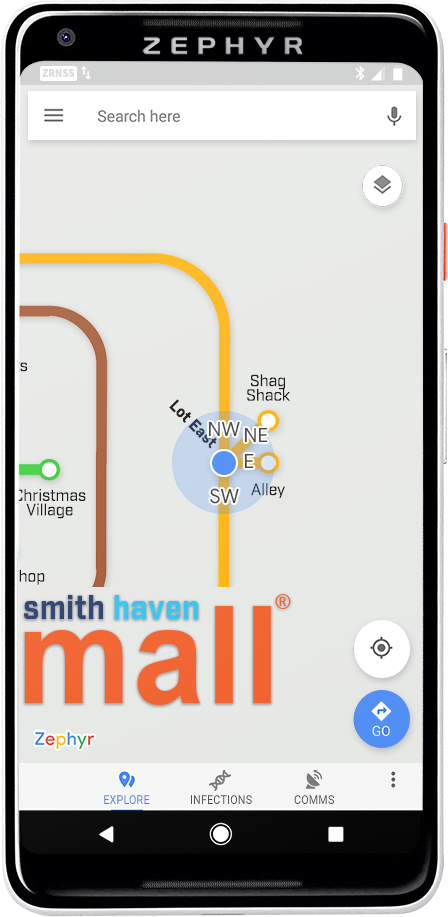 ZEPHYR
ZRNSS
Search here
s
Shag
Shack
Lot East
NW
NE
E
SW
Alley
Christmas
Village
hop
smith haven
mall®
Zephyr
GO
EXPLORE
INFECTIONS
COMMS